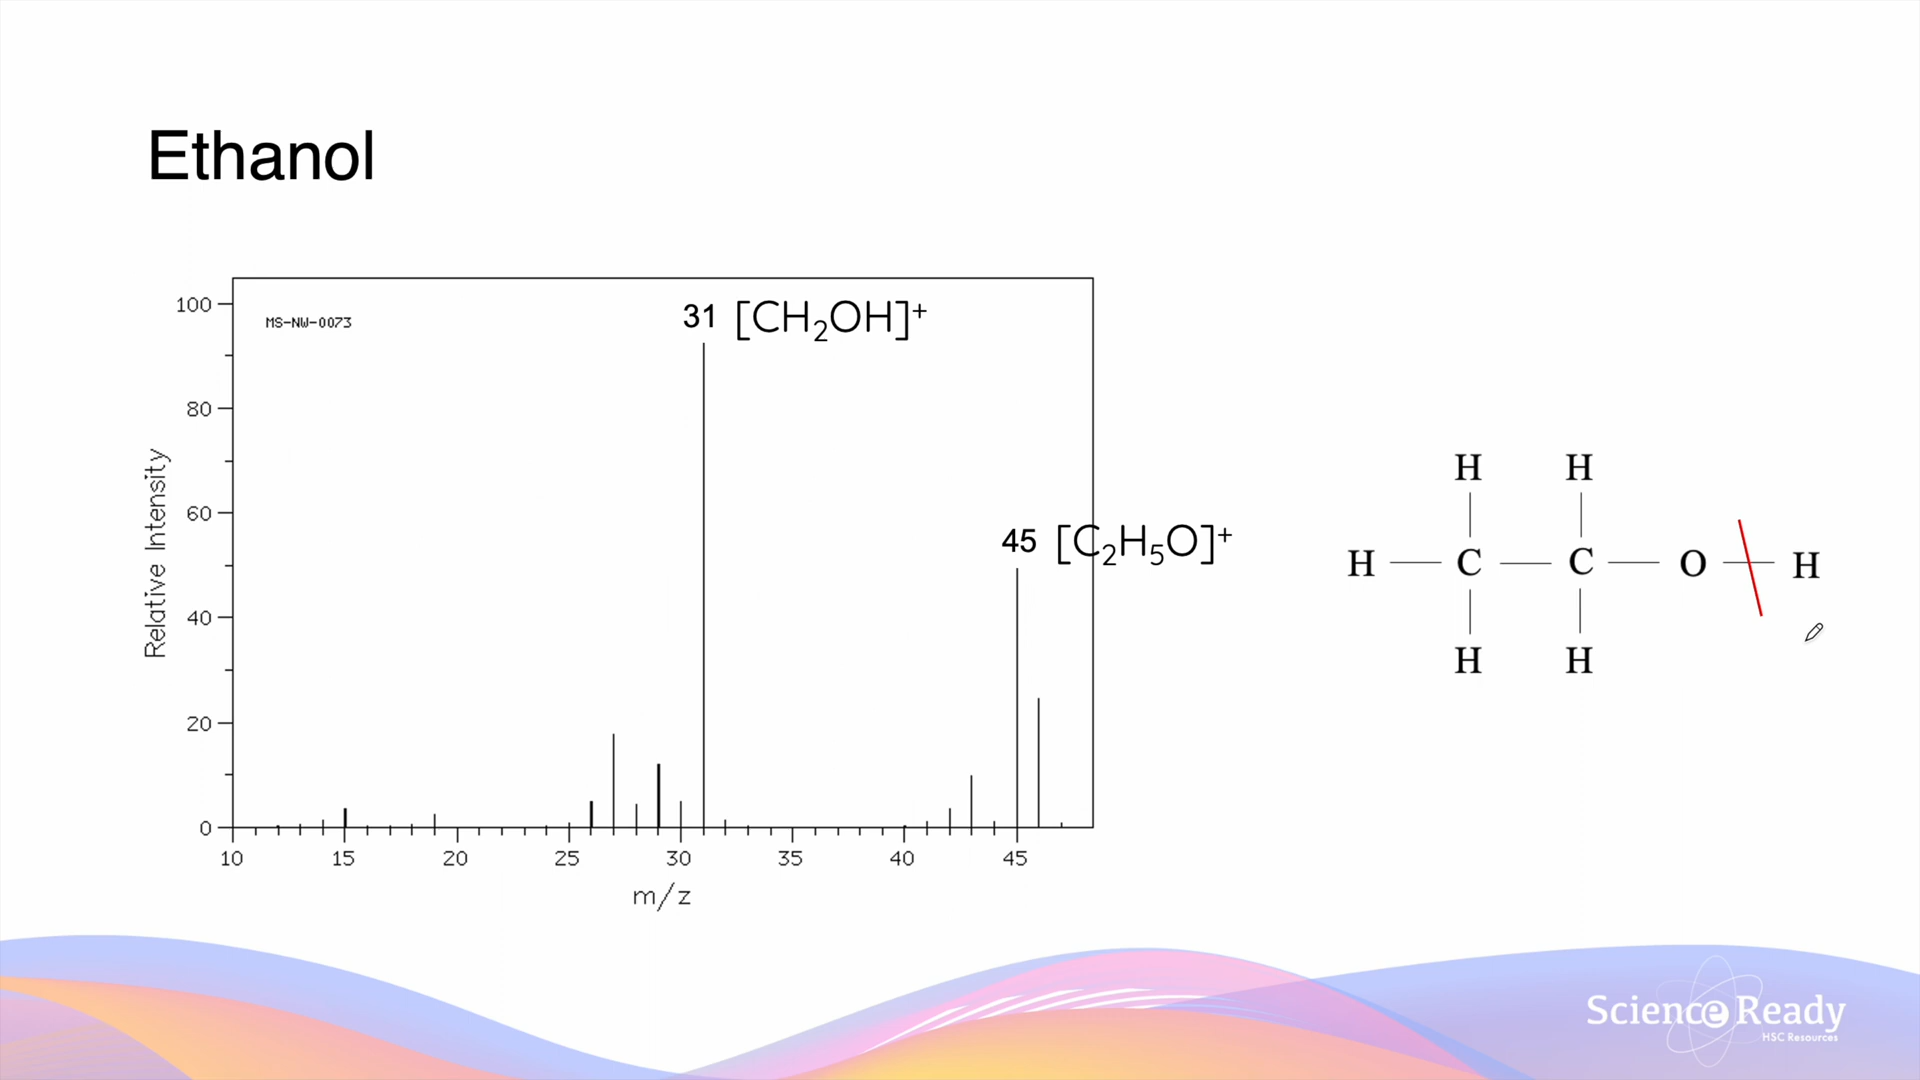 Ethanol
100
MS-NW-0073
31 [CH₂OH]⁺
80
60
45 [C₂H₅O]⁺
40
20
0
Relative Intensity
10 15 20 25 30 35 40 45
m/z
H H
H C C O H
H H
Science Ready
HSC Resources